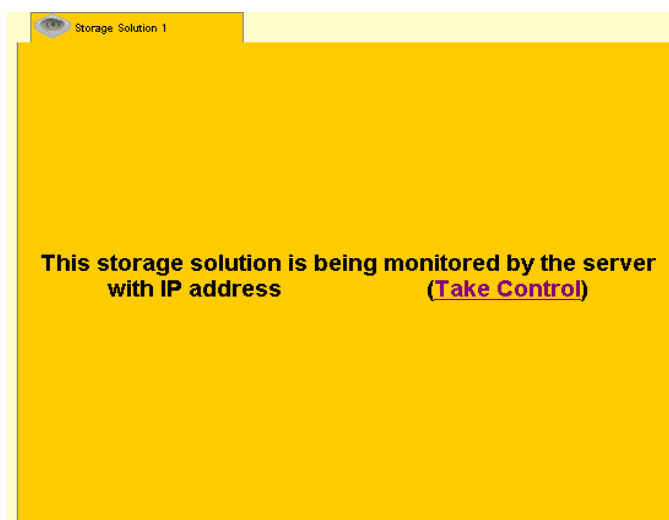 Storage Solution 1
This storage solution is being monitored by the server
with IP address (Take Control)